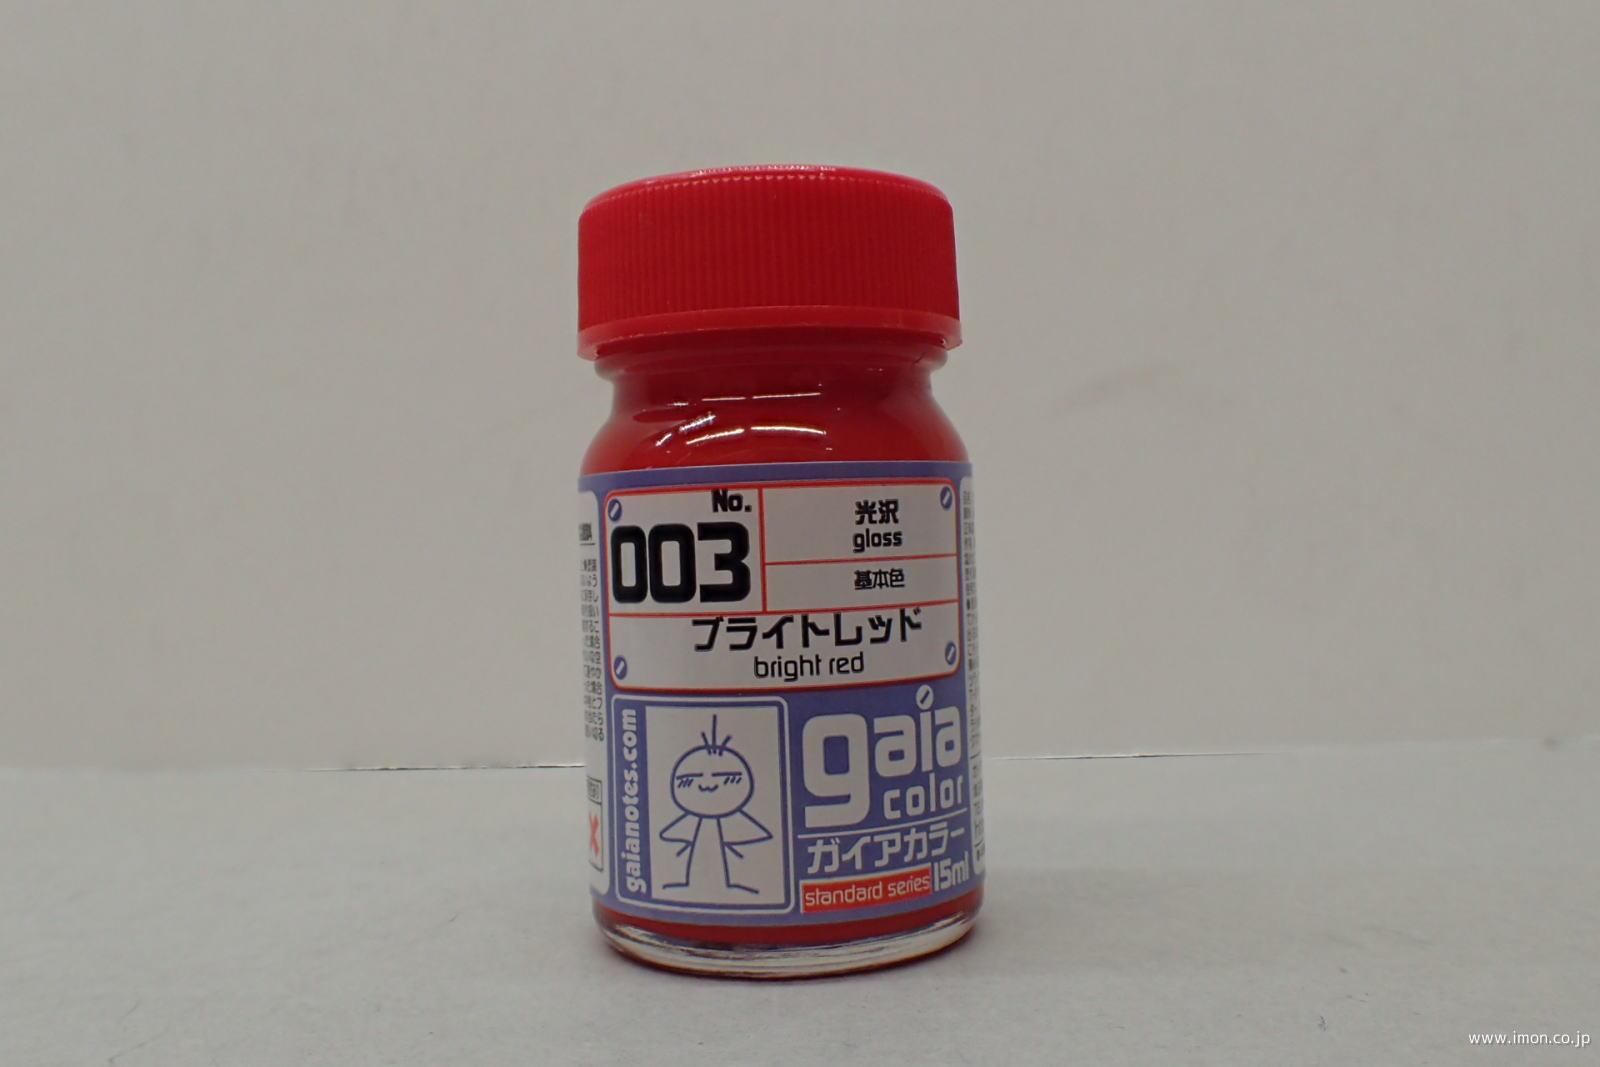 No.
003
光沢
gloss
基本色
ブライトレッド
bright red
gaianotes.com
gaia
color
ガイアカラー
standard series 15ml
www.imon.co.jp